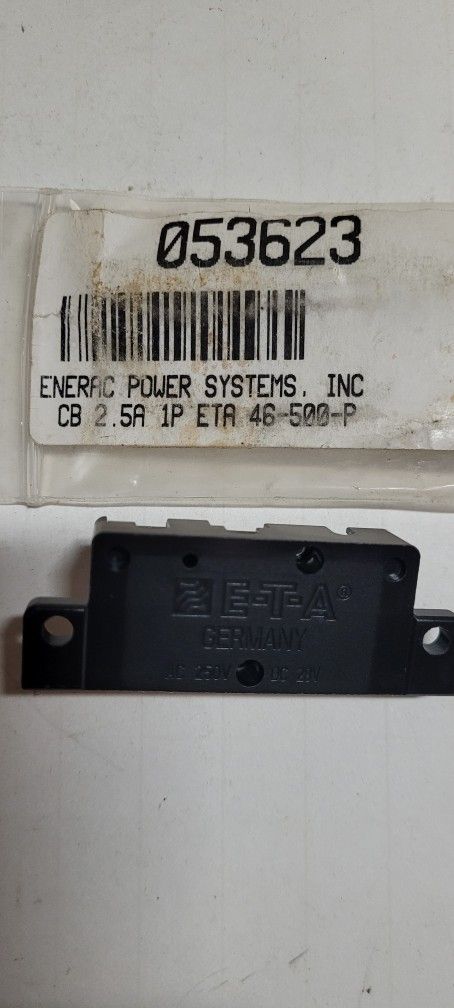 053623
ENERAC POWER SYSTEMS, INC
CB 2.5A 1P ETA 46-500-P
E-T-A®
GERMANY
AC 250V DC 28V